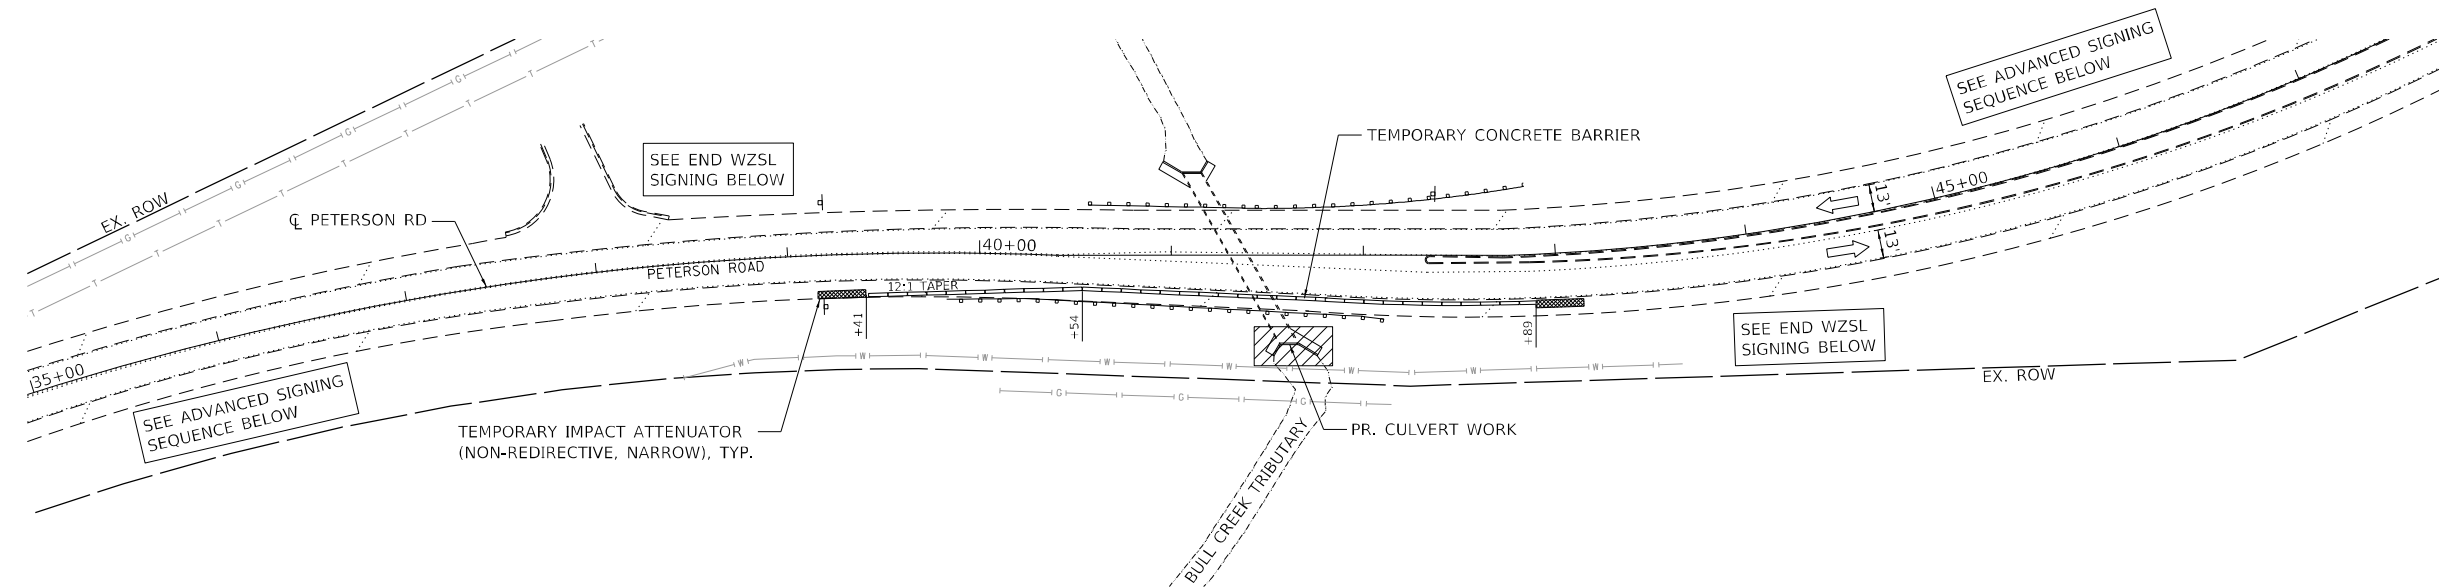 SEE ADVANCED SIGNING
SEQUENCE BELOW
TEMPORARY CONCRETE BARRIER
SEE END WZSL
SIGNING BELOW
EX. ROW
℄ PETERSON RD
13'
45+00
13'
40+00
PETERSON ROAD
12:1 TAPER
+41
+54
+89
35+00
SEE END WZSL
SIGNING BELOW
EX. ROW
SEE ADVANCED SIGNING
SEQUENCE BELOW
TEMPORARY IMPACT ATTENUATOR
(NON-REDIRECTIVE, NARROW), TYP.
PR. CULVERT WORK
BULL CREEK TRIBUTARY
G
G
G
G
T
T
T
T
T
T
T
T
T
T
W
W
W
W
W
W
W
W
G
G
G